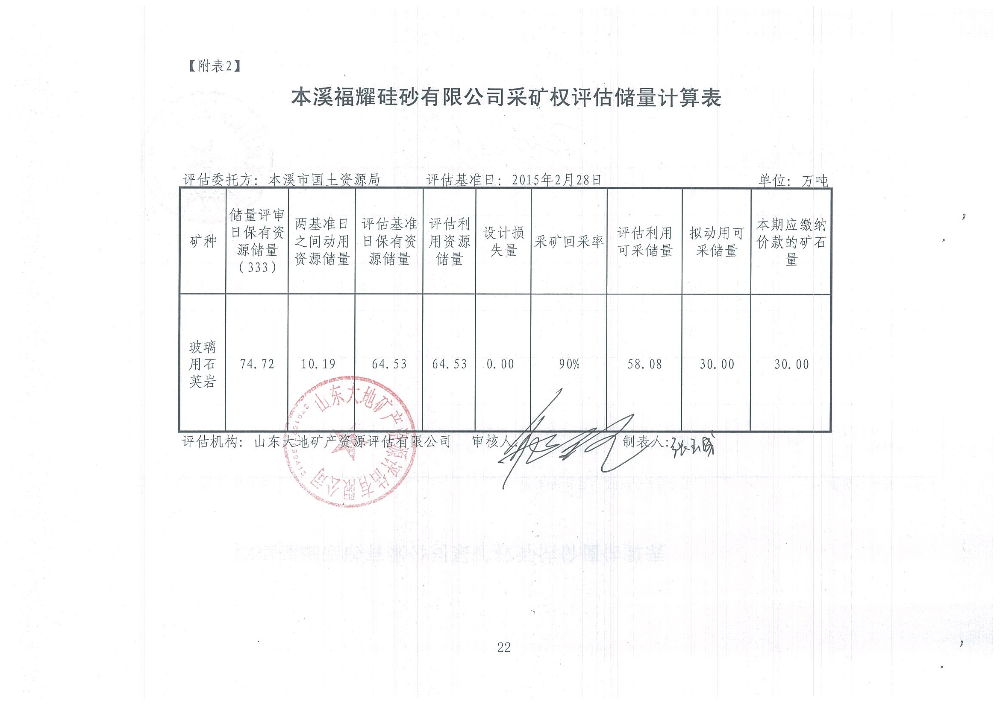 【附表2】
本溪福耀硅砂有限公司采矿权评估储量计算表
评估委托方：本溪市国土资源局 评估基准日：2015年2月28日 单位：万吨
矿种
储量评审
日保有资
源储量
（333）
两基准日
之间动用
资源储量
评估基准
日保有资
源储量
评估利
用资源
储量
设计损
失量
采矿回采率
评估利用
可采储量
拟动用可
采储量
本期应缴纳
价款的矿石
量
玻璃
用石
英岩
74.72
10.19
64.53
64.53
0.00
90%
58.08
30.00
30.00
评估机构：山东大地矿产资源评估有限公司 审核人: 制表人:
山东大地矿产资源评估有限公司
22